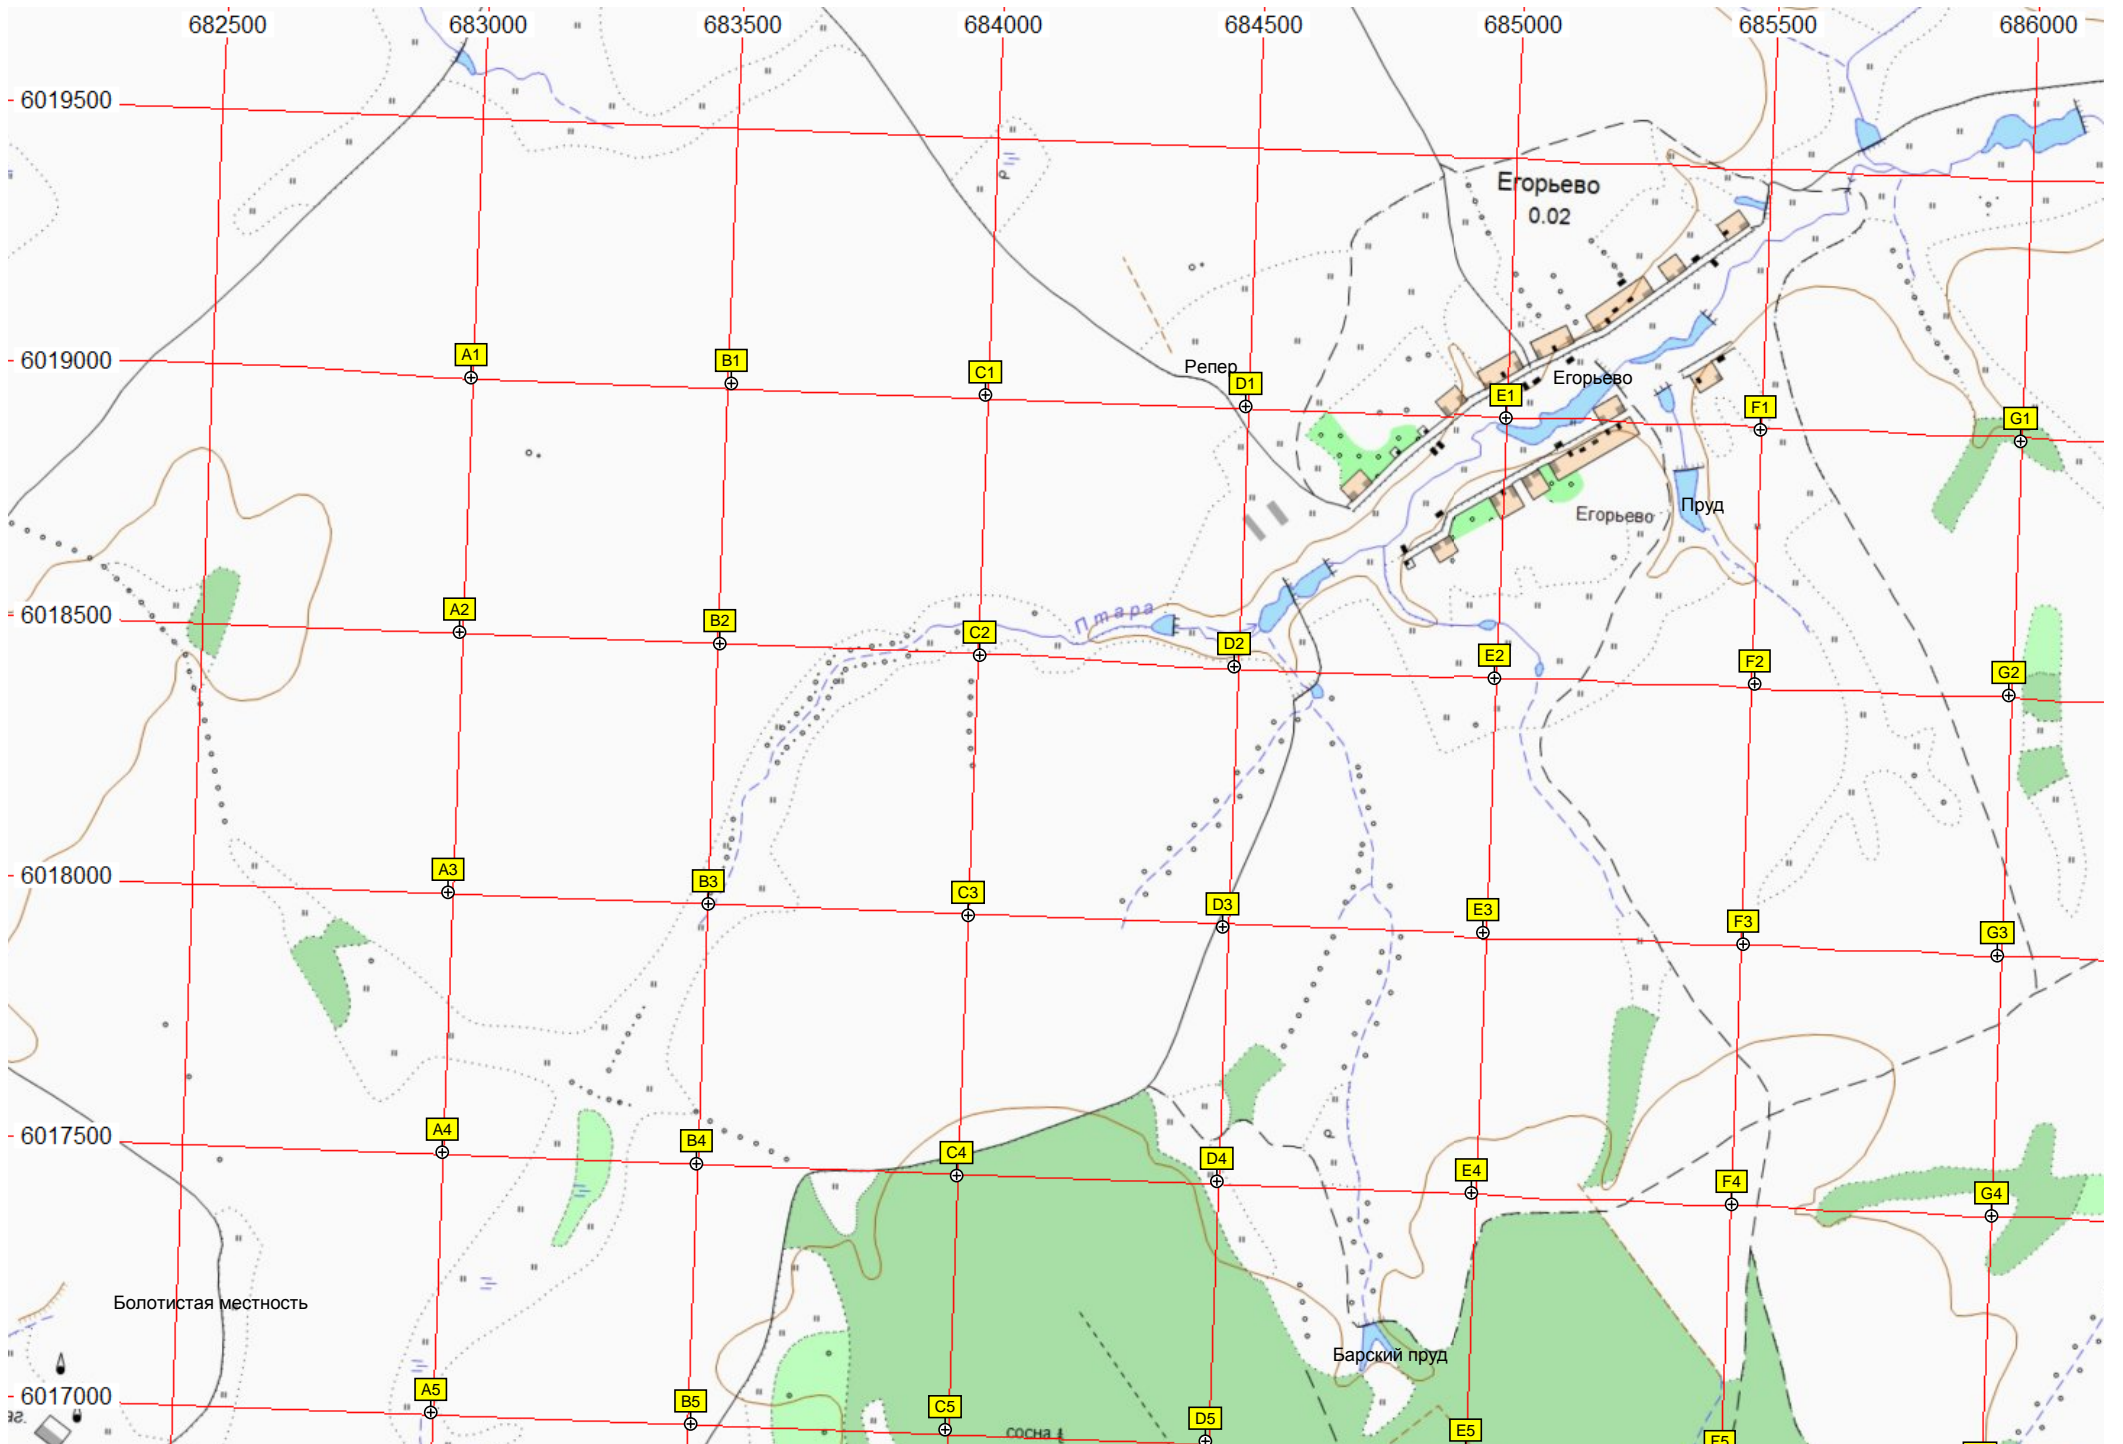 682500 683000 683500 684000 684500 685000 685500 686000
6019500
Егорьево
0.02
6019000
A1 B1 C1 Репер D1 E1 Егорьево F1 G1
Пруд
Егорьево
6018500
A2 B2 C2 Птара D2 E2 F2 G2
6018000
A3 B3 C3 D3 E3 F3 G3
6017500
A4 B4 C4 D4 E4 F4 G4
Болотистая местность
Барский пруд
6017000
A5 B5 C5 D5 E5 F5
сосна